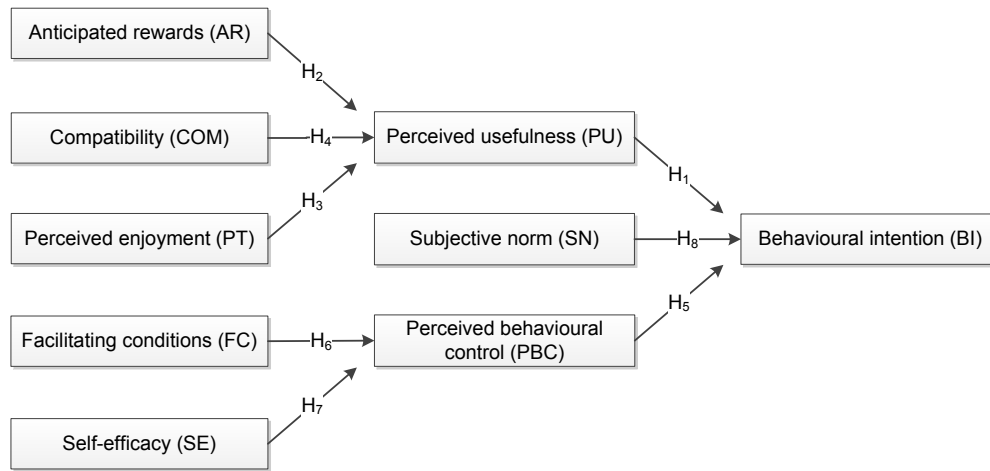 Anticipated rewards (AR)
H₂
Compatibility (COM)
H₄
Perceived usefulness (PU)
H₃
H₁
Perceived enjoyment (PT)
Subjective norm (SN)
H₈
Behavioural intention (BI)
H₅
Facilitating conditions (FC)
H₆
Perceived behavioural
control (PBC)
H₇
Self-efficacy (SE)